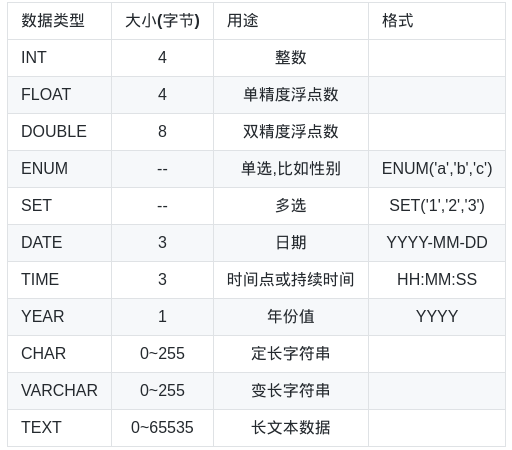 数据类型 大小(字节) 用途 格式
INT 4 整数
FLOAT 4 单精度浮点数
DOUBLE 8 双精度浮点数
ENUM -- 单选,比如性别 ENUM('a','b','c')
SET -- 多选 SET('1','2','3')
DATE 3 日期 YYYY-MM-DD
TIME 3 时间点或持续时间 HH:MM:SS
YEAR 1 年份值 YYYY
CHAR 0~255 定长字符串
VARCHAR 0~255 变长字符串
TEXT 0~65535 长文本数据